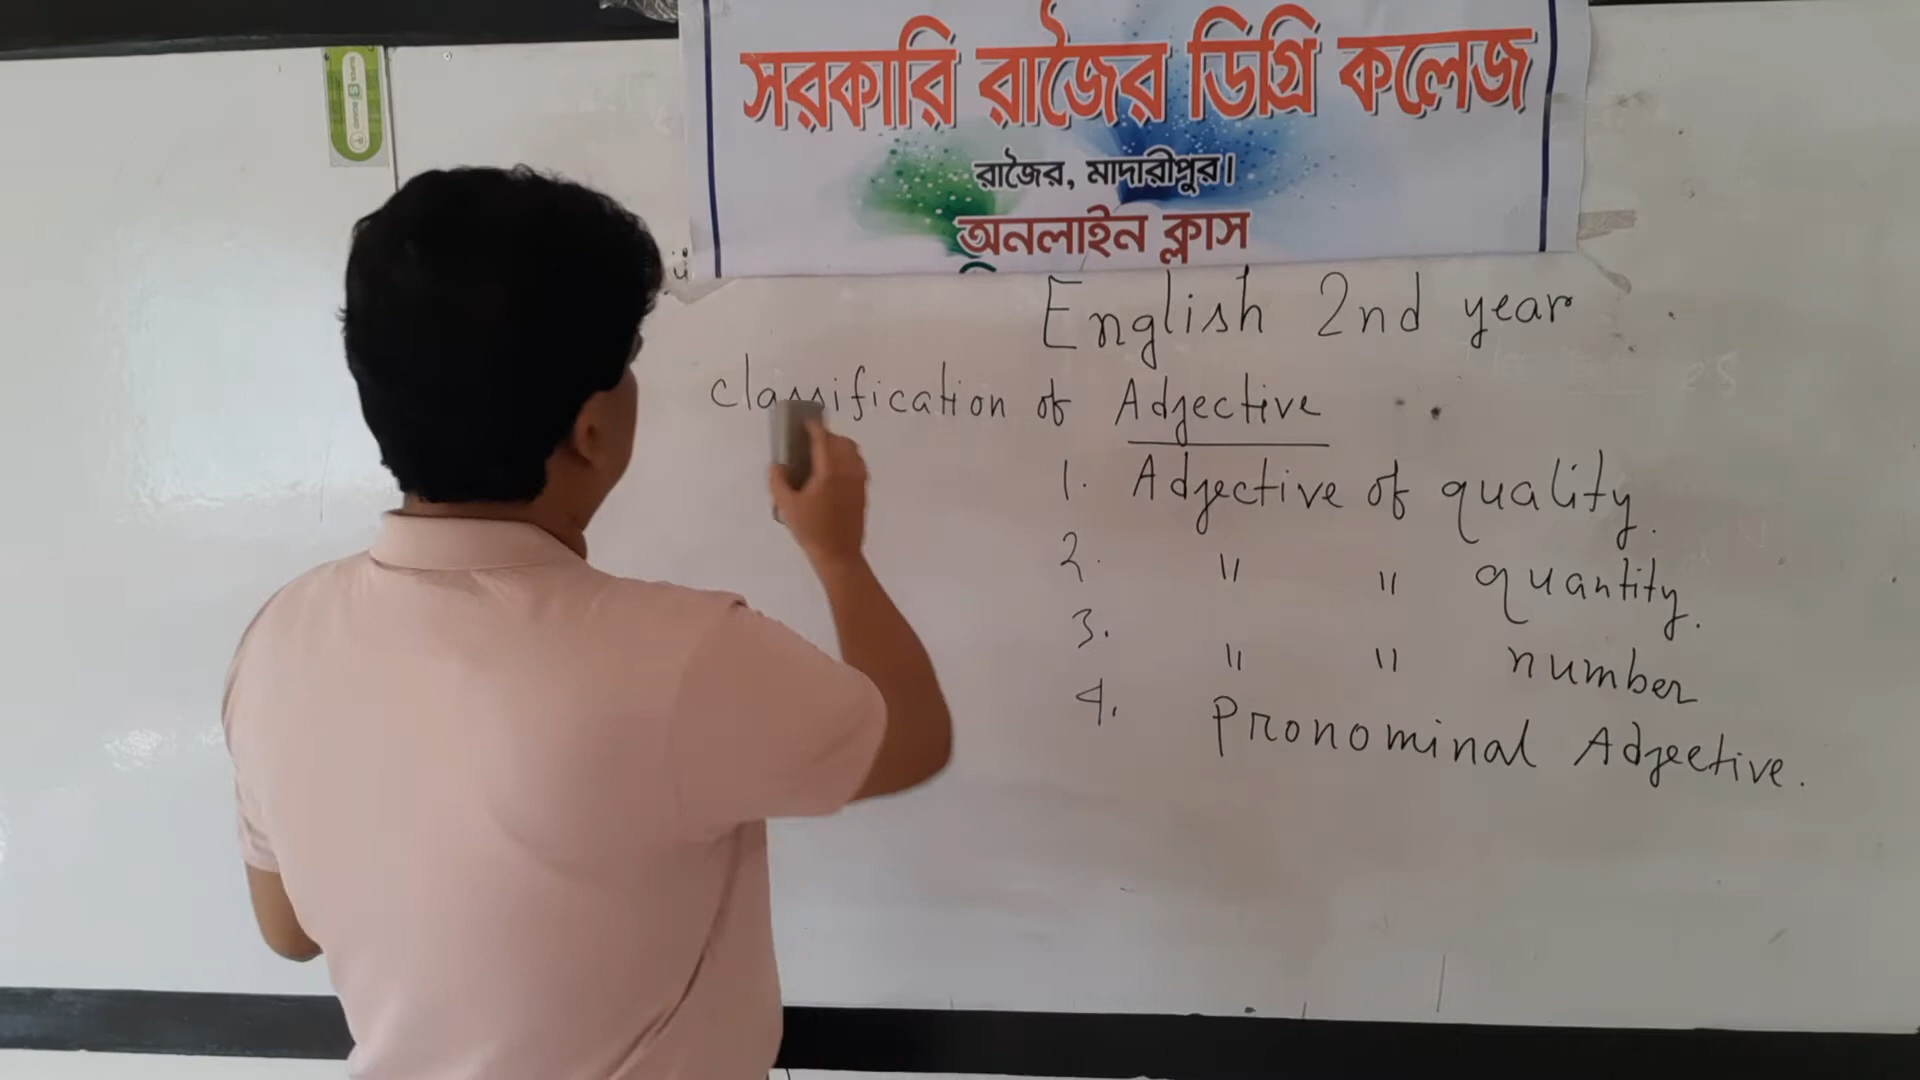 সরকারি রাজৈর ডিগ্রি কলেজ
রাজৈর, মাদারীপুর।
অনলাইন ক্লাস
English 2nd year
Classification of Adjective
1. Adjective of quality.
2. " " quantity.
3. " " number
4. Pronominal Adjective.